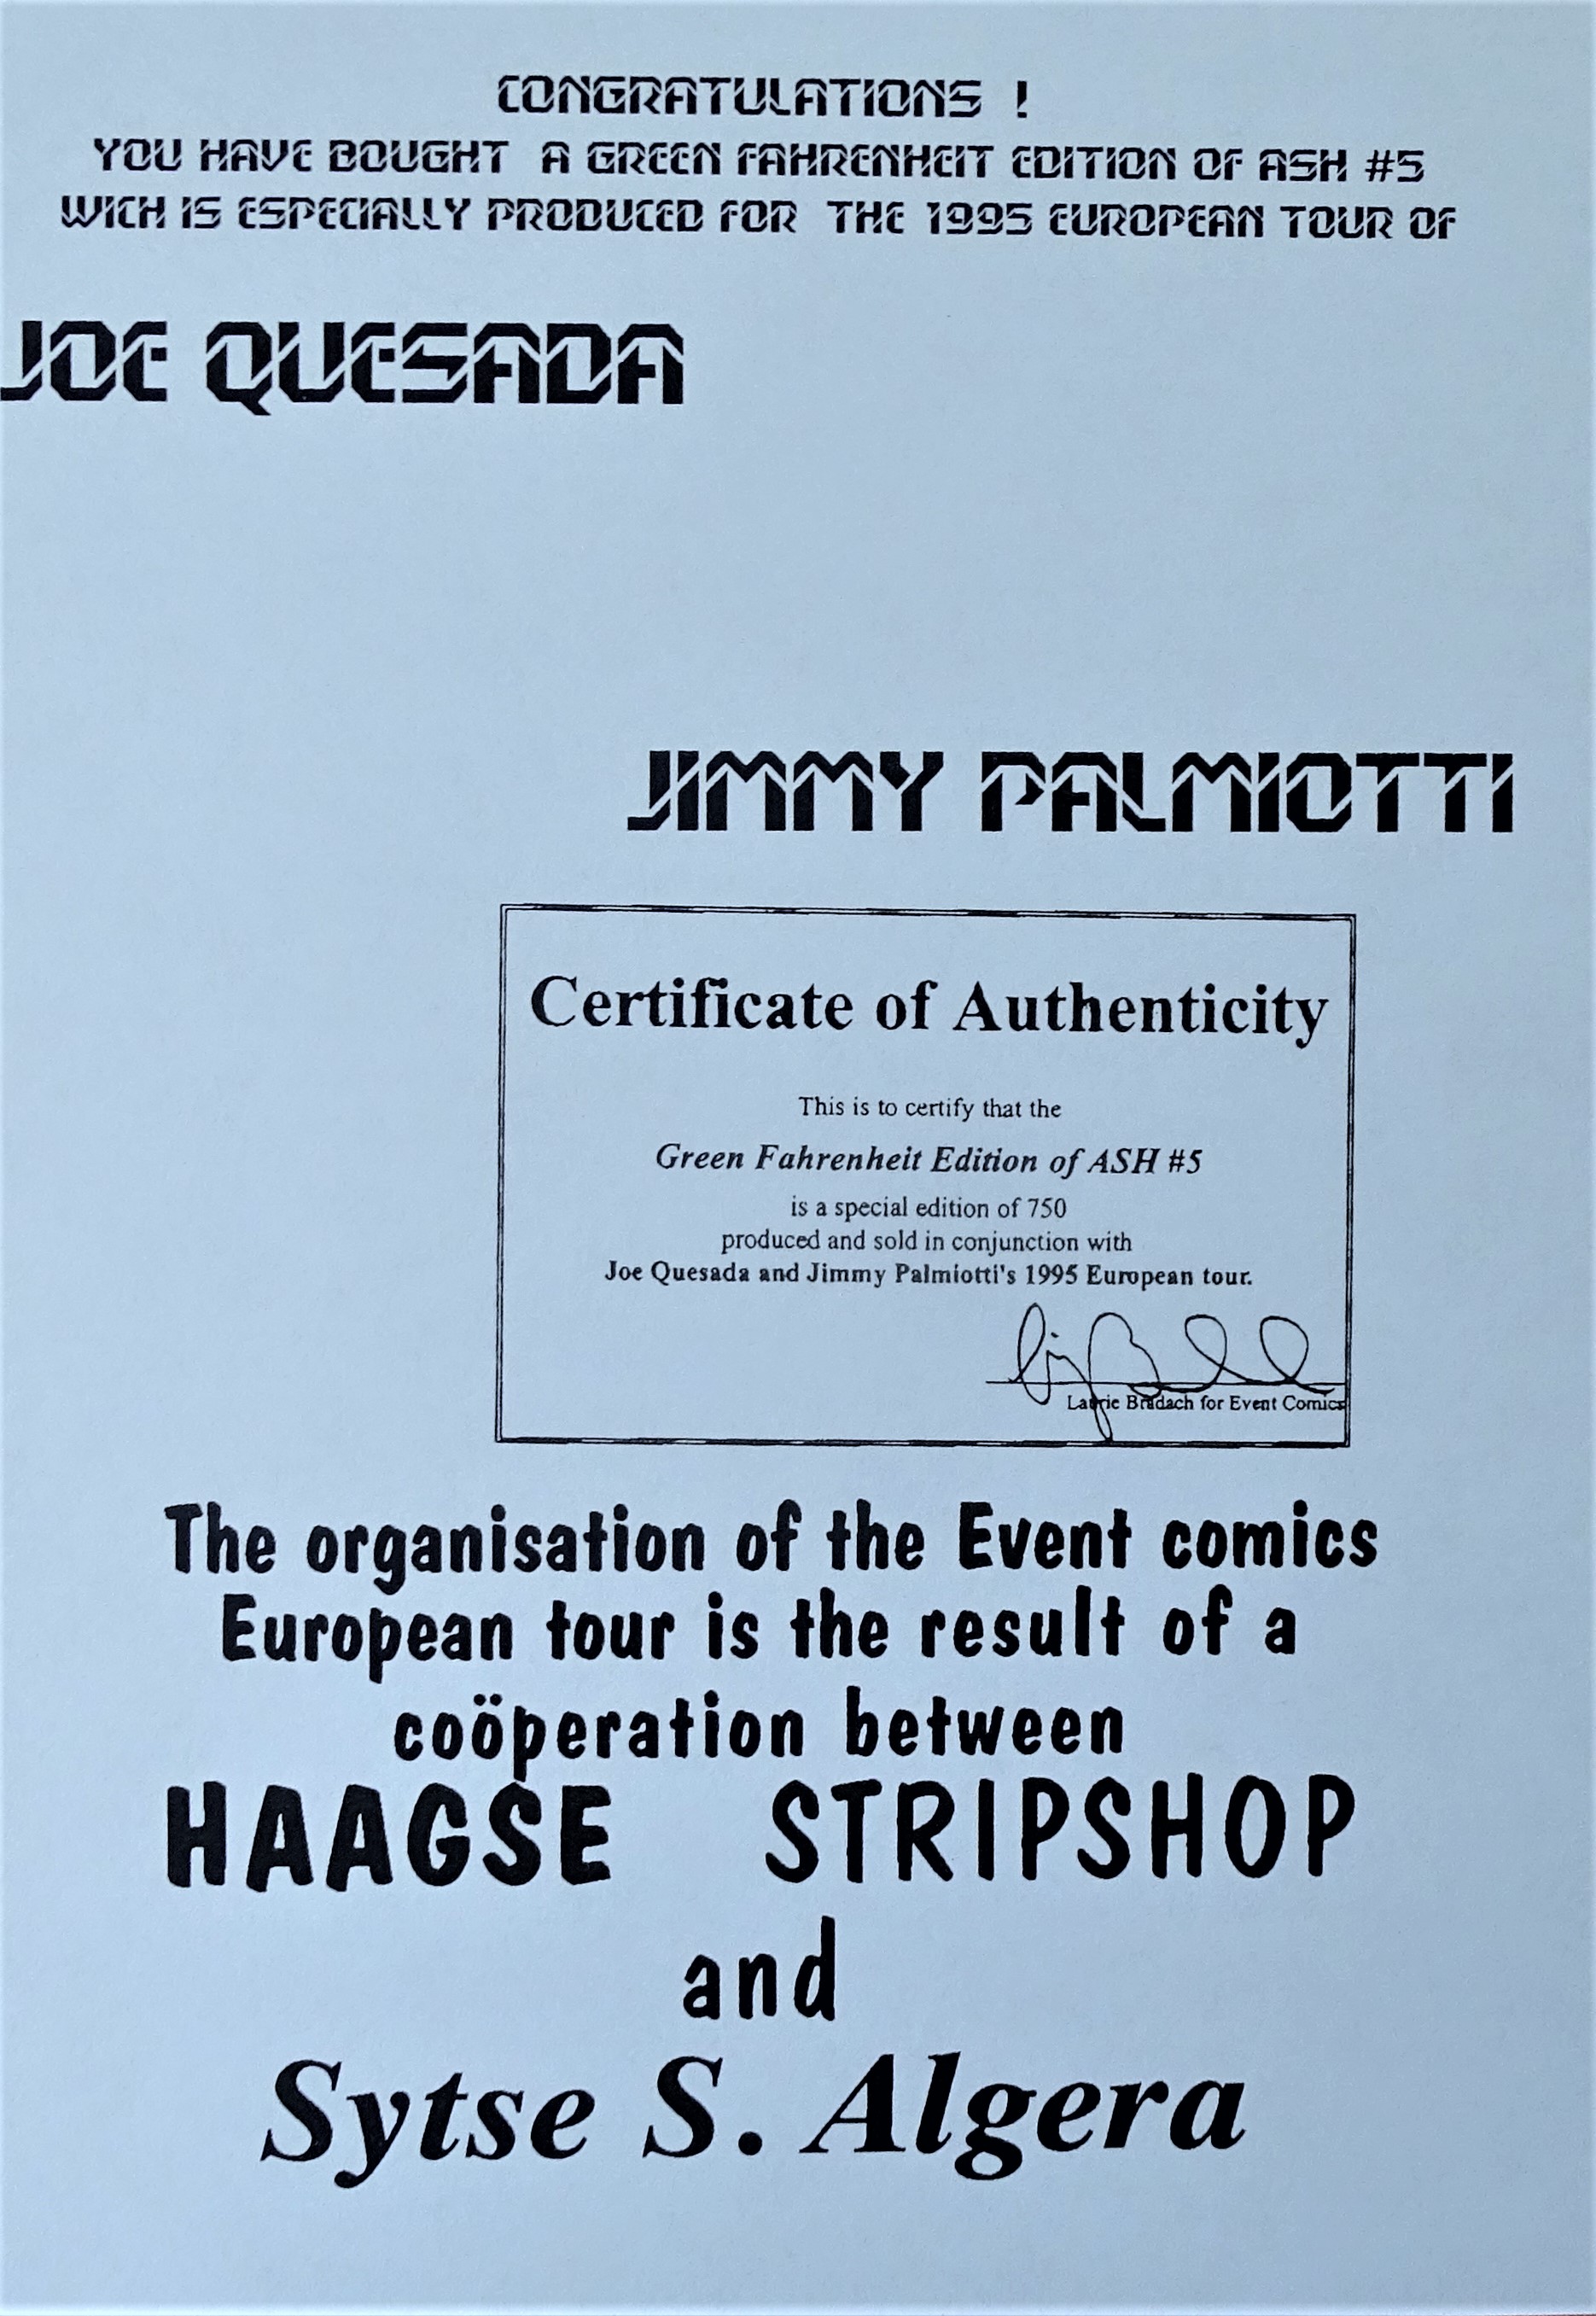 CONGRATULATIONS !
YOU HAVE BOUGHT A GREEN FAHRENHEIT EDITION OF ASH #5
WICH IS ESPECIALLY PRODUCED FOR THE 1995 EUROPEAN TOUR OF
JOE QUESADA
JIMMY PALMIOTTI
Certificate of Authenticity
This is to certify that the
Green Fahrenheit Edition of ASH #5
is a special edition of 750
produced and sold in conjunction with
Joe Quesada and Jimmy Palmiotti's 1995 European tour.
Laurie Bradach for Event Comics
The organisation of the Event comics
European tour is the result of a
coöperation between
HAAGSE STRIPSHOP
and
Sytse S. Algera